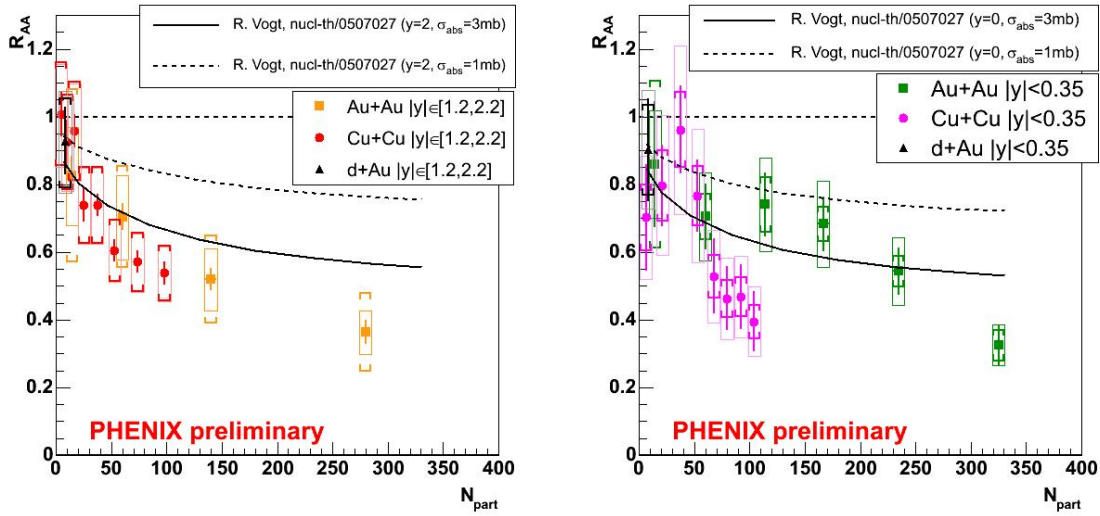 R. Vogt, nucl-th/0507027 (y=2, σabs=3mb)
R. Vogt, nucl-th/0507027 (y=2, σabs=1mb)
Au+Au |y|∈[1.2,2.2]
Cu+Cu |y|∈[1.2,2.2]
d+Au |y|∈[1.2,2.2]
RAA
1.2
1
0.8
0.6
0.4
0.2
0
PHENIX preliminary
0 50 100 150 200 250 300 350 400
Npart
R. Vogt, nucl-th/0507027 (y=0, σabs=3mb)
R. Vogt, nucl-th/0507027 (y=0, σabs=1mb)
Au+Au |y|<0.35
Cu+Cu |y|<0.35
d+Au |y|<0.35
RAA
1.2
1
0.8
0.6
0.4
0.2
0
PHENIX preliminary
0 50 100 150 200 250 300 350 400
Npart